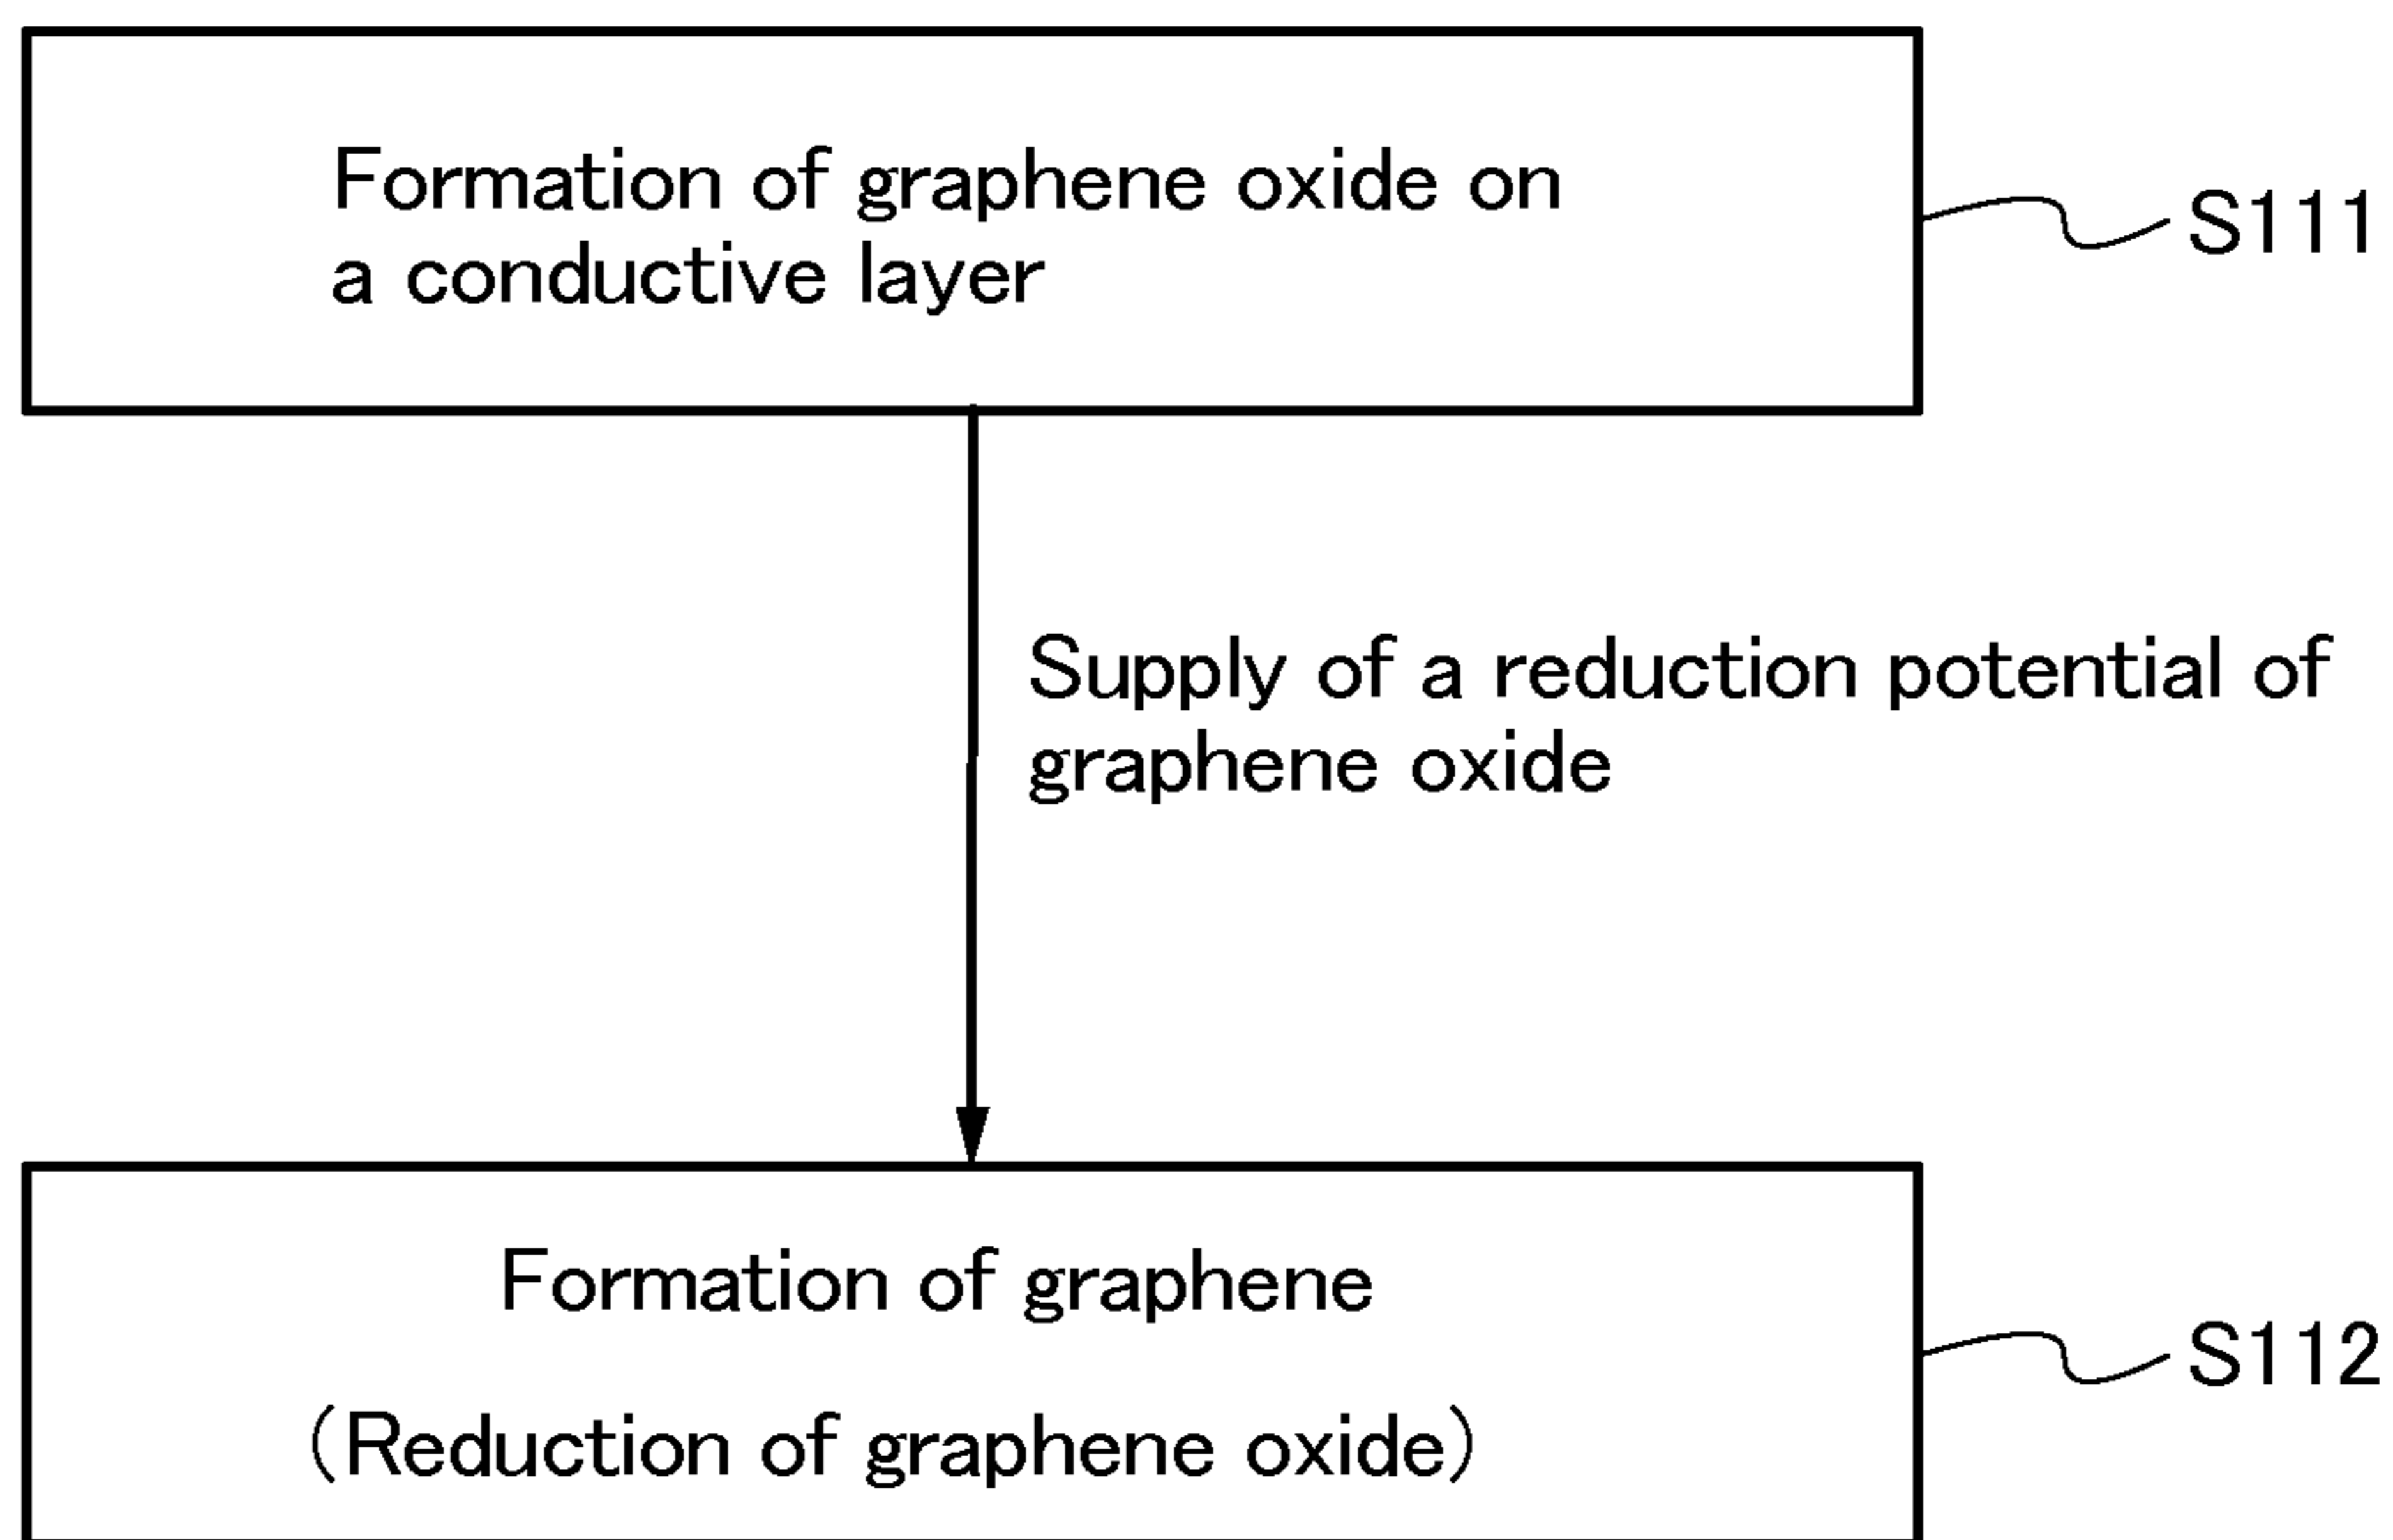 Formation of graphene oxide on
a conductive layer
S111
Supply of a reduction potential of
graphene oxide
Formation of graphene
(Reduction of graphene oxide)
S112